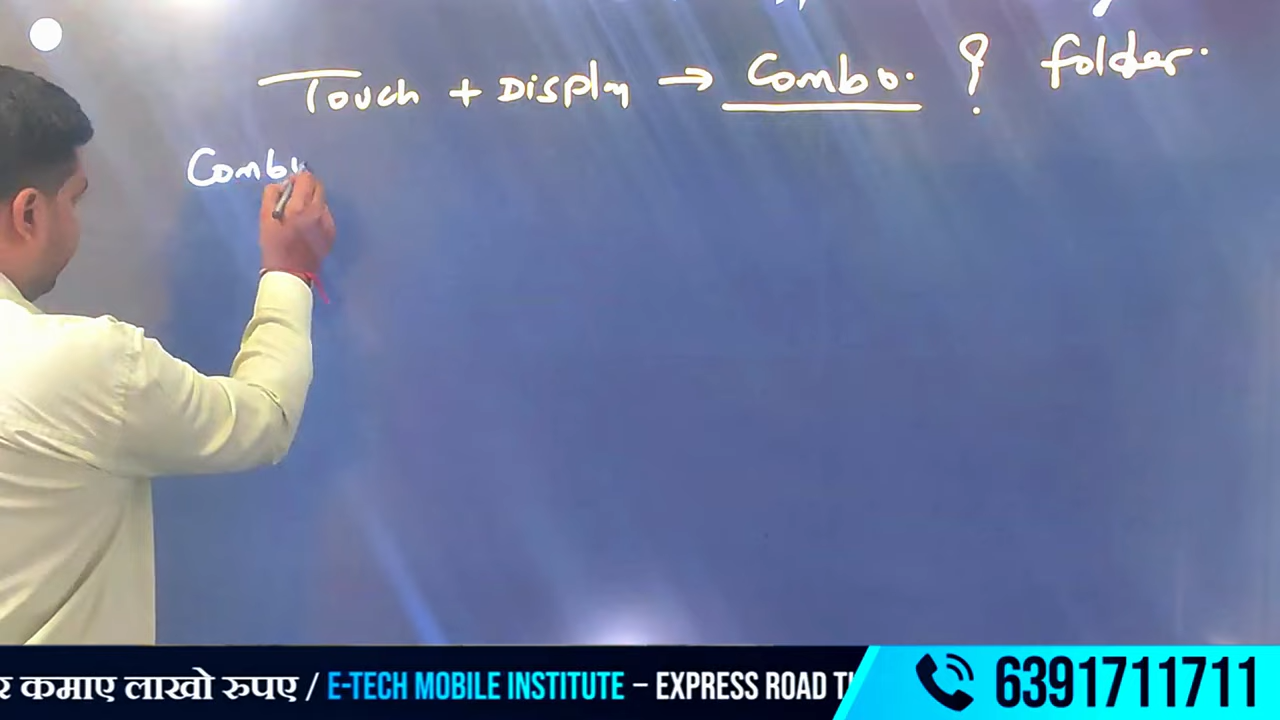 Touch + Display → Combo. ? folder.
Comb
र कमाए लाखो रुपए / E-TECH MOBILE INSTITUTE – EXPRESS ROAD
6391711711